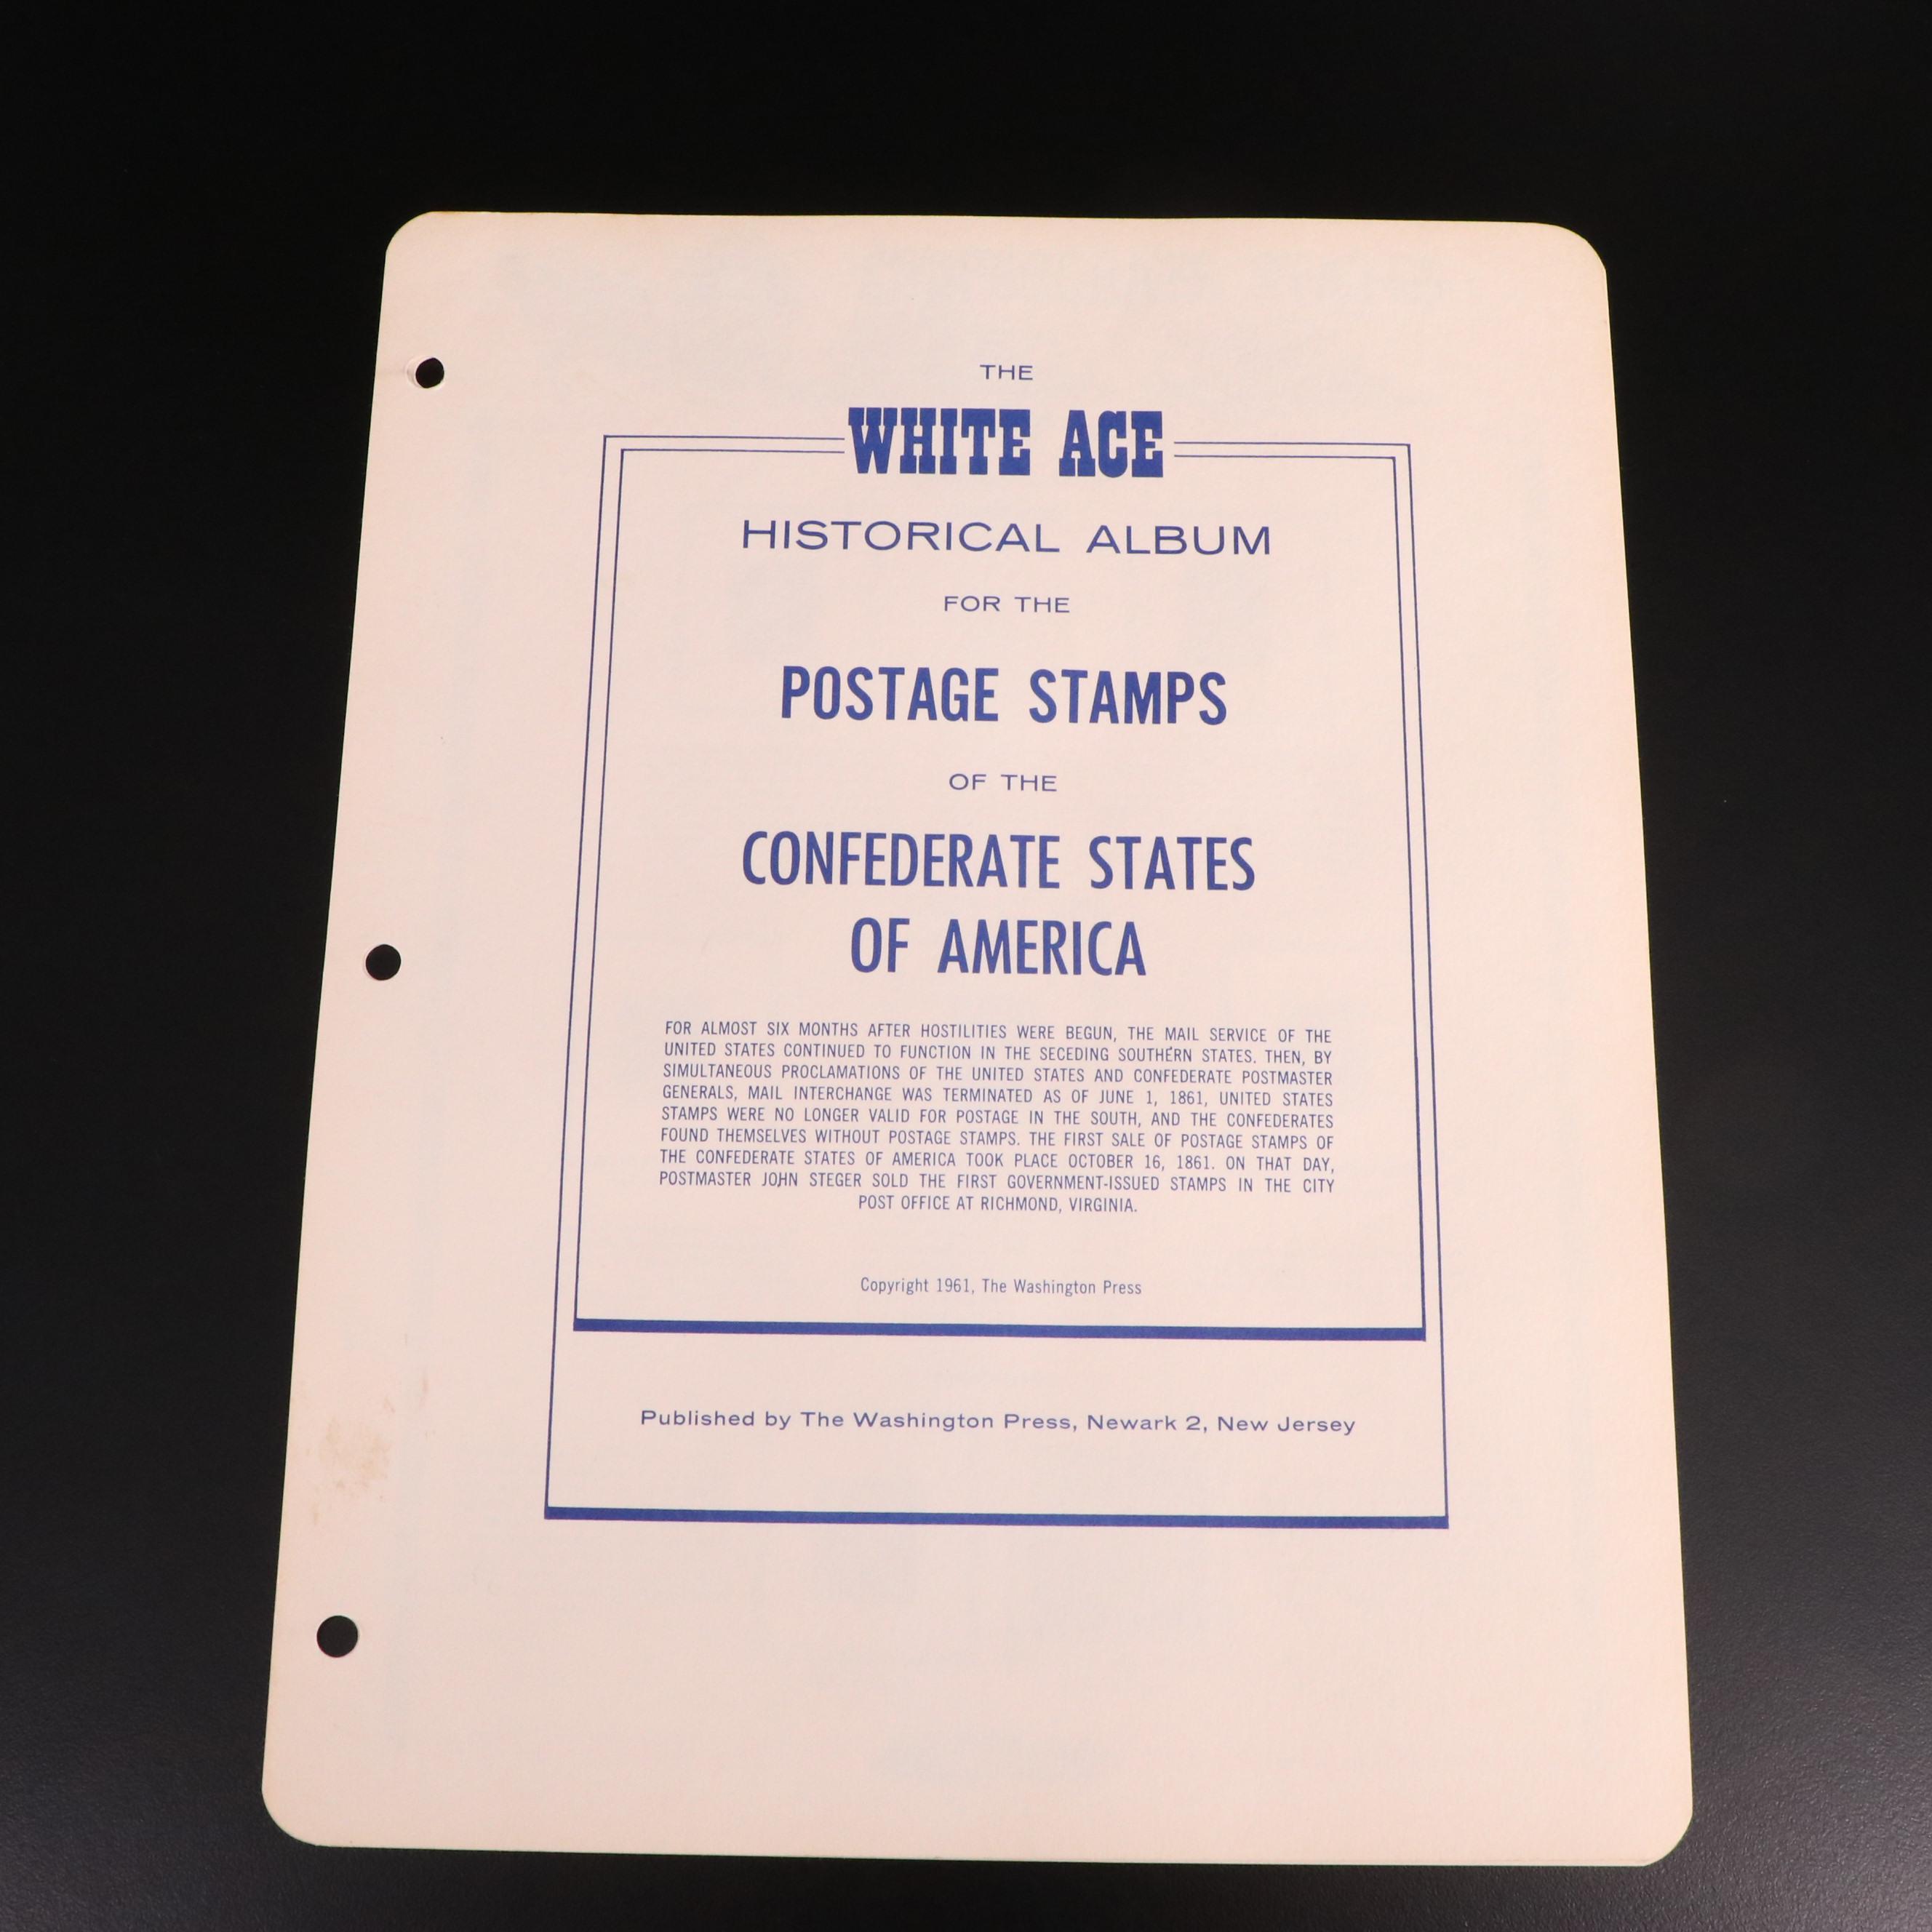 THE
WHITE ACE
HISTORICAL ALBUM
FOR THE
POSTAGE STAMPS
OF THE
CONFEDERATE STATES
OF AMERICA
FOR ALMOST SIX MONTHS AFTER HOSTILITIES WERE BEGUN, THE MAIL SERVICE OF THE
UNITED STATES CONTINUED TO FUNCTION IN THE SECEDING SOUTHERN STATES. THEN, BY
SIMULTANEOUS PROCLAMATIONS OF THE UNITED STATES AND CONFEDERATE POSTMASTER
GENERALS, MAIL INTERCHANGE WAS TERMINATED AS OF JUNE 1, 1861, UNITED STATES
STAMPS WERE NO LONGER VALID FOR POSTAGE IN THE SOUTH, AND THE CONFEDERATES
FOUND THEMSELVES WITHOUT POSTAGE STAMPS. THE FIRST SALE OF POSTAGE STAMPS OF
THE CONFEDERATE STATES OF AMERICA TOOK PLACE OCTOBER 16, 1861. ON THAT DAY,
POSTMASTER JOHN STEGER SOLD THE FIRST GOVERNMENT-ISSUED STAMPS IN THE CITY
POST OFFICE AT RICHMOND, VIRGINIA.
Copyright 1961, The Washington Press
Published by The Washington Press, Newark 2, New Jersey